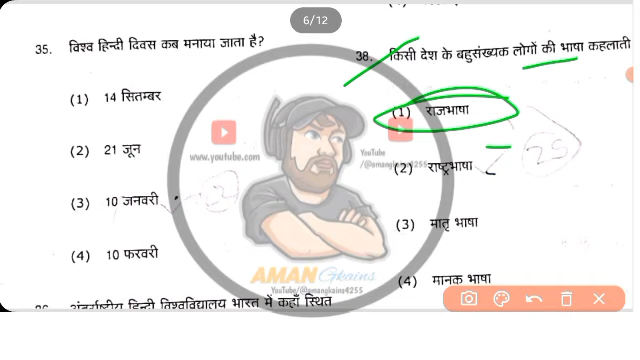 6/12
35. विश्व हिन्दी दिवस कब मनाया जाता है?
(1) 14 सितम्बर
(2) 21 जून
(3) 10 जनवरी
(4) 10 फरवरी
अंतर्राष्ट्रीय हिन्दी विश्वविद्यालय भारत में कहाँ स्थित
38. किसी देश के बहुसंख्यक लोगों की भाषा कहलाती
(1) राजभाषा
(2) राष्ट्रभाषा
(3) मातृ भाषा
(4) मानक भाषा
25
www.youtube.com
YouTube
AMAN Gkains
YouTube/@amangkains4255